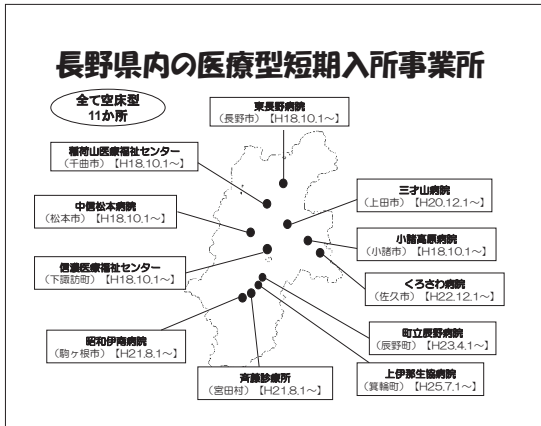 長野県内の医療型短期入所事業所
全て空床型
11か所
東長野病院
（長野市）【H18.10.1～】
稲荷山医療福祉センター
（千曲市）【H18.10.1～】
中信松本病院
（松本市）【H18.10.1～】
信濃医療福祉センター
（下諏訪町）【H18.10.1～】
昭和伊南病院
（駒ヶ根市）【H21.8.1～】
斉藤診療所
（宮田村）【H21.8.1～】
三才山病院
（上田市）【H20.12.1～】
小諸高原病院
（小諸市）【H18.10.1～】
くろさわ病院
（佐久市）【H22.12.1～】
町立辰野病院
（辰野町）【H23.4.1～】
上伊那生協病院
（箕輪町）【H25.7.1～】